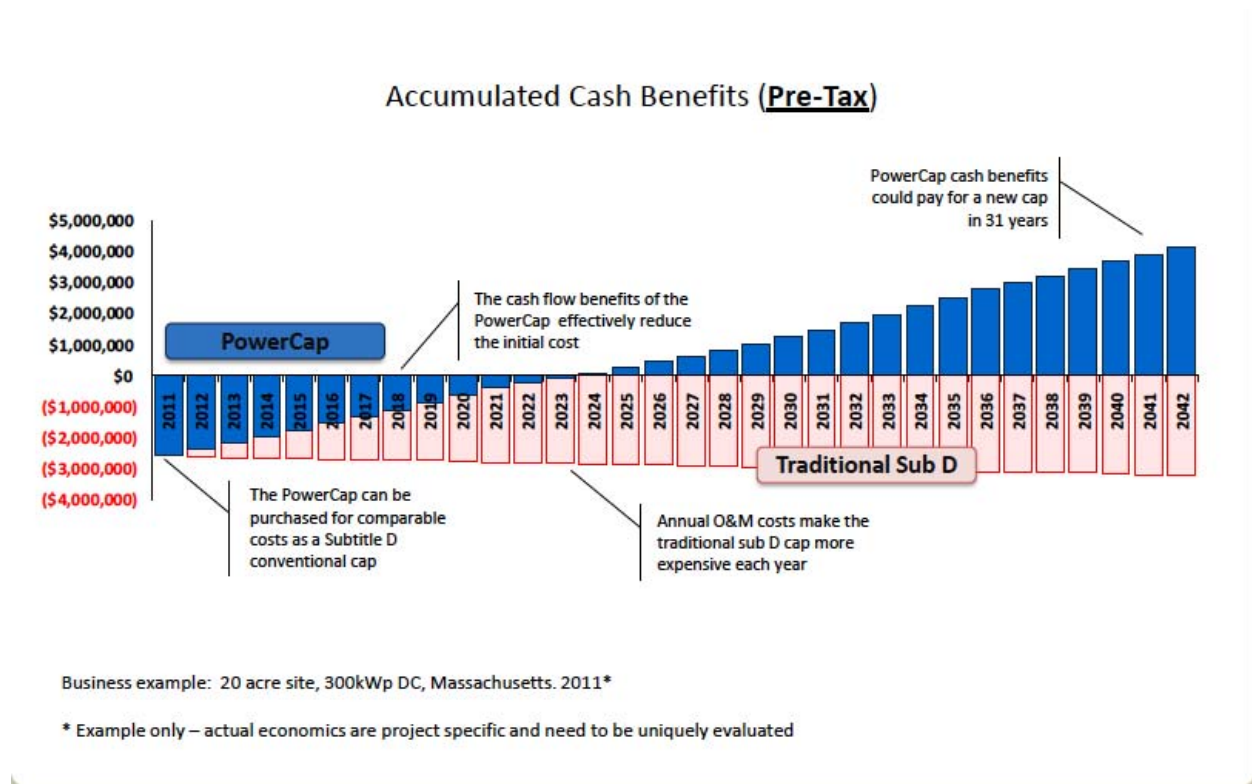 Accumulated Cash Benefits (Pre-Tax)
PowerCap cash benefits
could pay for a new cap
in 31 years
$5,000,000
$4,000,000
$3,000,000
$2,000,000
$1,000,000
$0
($1,000,000)
($2,000,000)
($3,000,000)
($4,000,000)
The cash flow benefits of the
PowerCap effectively reduce
the initial cost
PowerCap
2011
2012
2013
2014
2015
2016
2017
2018
2019
2020
2021
2022
2023
2024
2025
2026
2027
2028
2029
2030
2031
2032
2033
2034
2035
2036
2037
2038
2039
2040
2041
2042
Traditional Sub D
The PowerCap can be
purchased for comparable
costs as a Subtitle D
conventional cap
Annual O&M costs make the
traditional sub D cap more
expensive each year
Business example: 20 acre site, 300kWp DC, Massachusetts. 2011*
* Example only – actual economics are project specific and need to be uniquely evaluated